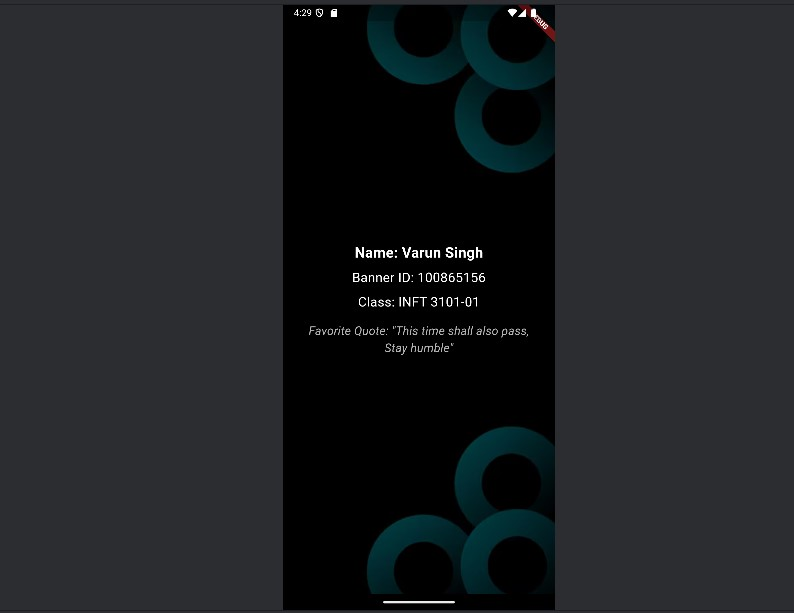 4:29
Name: Varun Singh
Banner ID: 100865156
Class: INFT 3101-01
Favorite Quote: "This time shall also pass,
Stay humble"